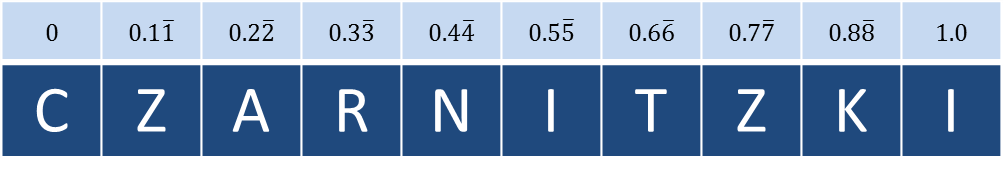 0 0.11̅ 0.22̅ 0.33̅ 0.44̅ 0.55̅ 0.66̅ 0.77̅ 0.88̅ 1.0
C Z A R N I T Z K I